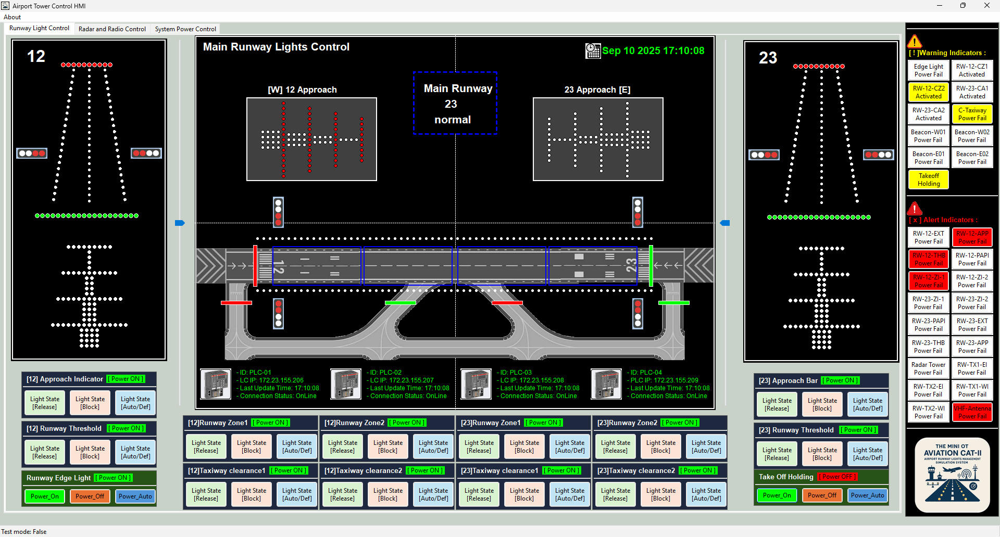 Airport Tower Control HMI
About
Runway Light Control
Radar and Radio Control
System Power Control
12
Main Runway Lights Control
Sep 10 2025 17:10:08
[W] 12 Approach
Main Runway
23
normal
23 Approach [E]
12
23
- ID: PLC-01
- LC IP: 172.23.155.206
- Last Update Time: 17:10:08
- Connection Status: OnLine
- ID: PLC-02
- LC IP: 172.23.155.207
- Last Update Time: 17:10:08
- Connection Status: OnLine
- ID: PLC-03
- LC IP: 172.23.155.208
- Last Update Time: 17:10:08
- Connection Status: OnLine
- ID: PLC-04
- PLC IP: 172.23.155.209
- Last Update Time: 17:10:08
- Connection Status: OnLine
23
[12] Approach Indicator [ Power ON ]
Light State [Release]
Light State [Block]
Light State [Auto/Def]
[12] Runway Threshold [ Power ON ]
Light State [Release]
Light State [Block]
Light State [Auto/Def]
Runway Edge Light [ Power ON ]
Power_On
Power_Off
Power_Auto
[12]Runway Zone1 [ Power ON ]
Light State [Release]
Light State [Block]
Light State [Auto/Def]
[12]Runway Zone2 [ Power ON ]
Light State [Release]
Light State [Block]
Light State [Auto/Def]
[23]Runway Zone1 [ Power ON ]
Light State [Release]
Light State [Block]
Light State [Auto/Def]
[23]Runway Zone2 [ Power ON ]
Light State [Release]
Light State [Block]
Light State [Auto/Def]
[12]Taxiway clearance1 [ Power ON ]
Light State [Release]
Light State [Block]
Light State [Auto/Def]
[12]Taxiway clearance2 [ Power ON ]
Light State [Release]
Light State [Block]
Light State [Auto/Def]
[23]Taxiway clearance1 [ Power ON ]
Light State [Release]
Light State [Block]
Light State [Auto/Def]
[23]Taxiway clearance2 [ Power ON ]
Light State [Release]
Light State [Block]
Light State [Auto/Def]
[23] Approach Bar [ Power ON ]
Light State [Release]
Light State [Block]
Light State [Auto/Def]
[23] Runway Threshold [ Power ON ]
Light State [Release]
Light State [Block]
Light State [Auto/Def]
Take Off Holding [ Power OFF ]
Power_On
Power_Off
Power_Auto
[ ! ]Warning Indicators :
Edge Light Power Fail
RW-12-CZ1 Activated
RW-12-CZ2 Activated
RW-23-CA1 Activated
RW-23-CA2 Activated
C-Taxiway Power Fail
Beacon-W01 Power Fail
Beacon-W02 Power Fail
Beacon-E01 Power Fail
Beacon-E02 Power Fail
Takeoff Holding
[ x ] Alert Indicators :
RW-12-EXT Power Fail
RW-12-APP Power Fail
RW-12-THB Power Fail
RW-12-PAPI Power Fail
RW-12-ZI-1 Power Fail
RW-12-ZI-2 Power Fail
RW-23-ZI-1 Power Fail
RW-23-ZI-2 Power Fail
RW-23-PAPI Power Fail
RW-23-EXT Power Fail
RW-23-THB Power Fail
RW-23-APP Power Fail
Radar Tower Power Fail
RW-TX1-EI Power Fail
RW-TX2-EI Power Fail
RW-TX1-WI Power Fail
RW-TX2-WI Power Fail
VHF-Antenna Power Fail
THE MINI OT
AVIATION CAT-II
AIRPORT RUNWAY LIGHTS MANAGEMENT
SIMULATION SYSTEM
Test mode: False